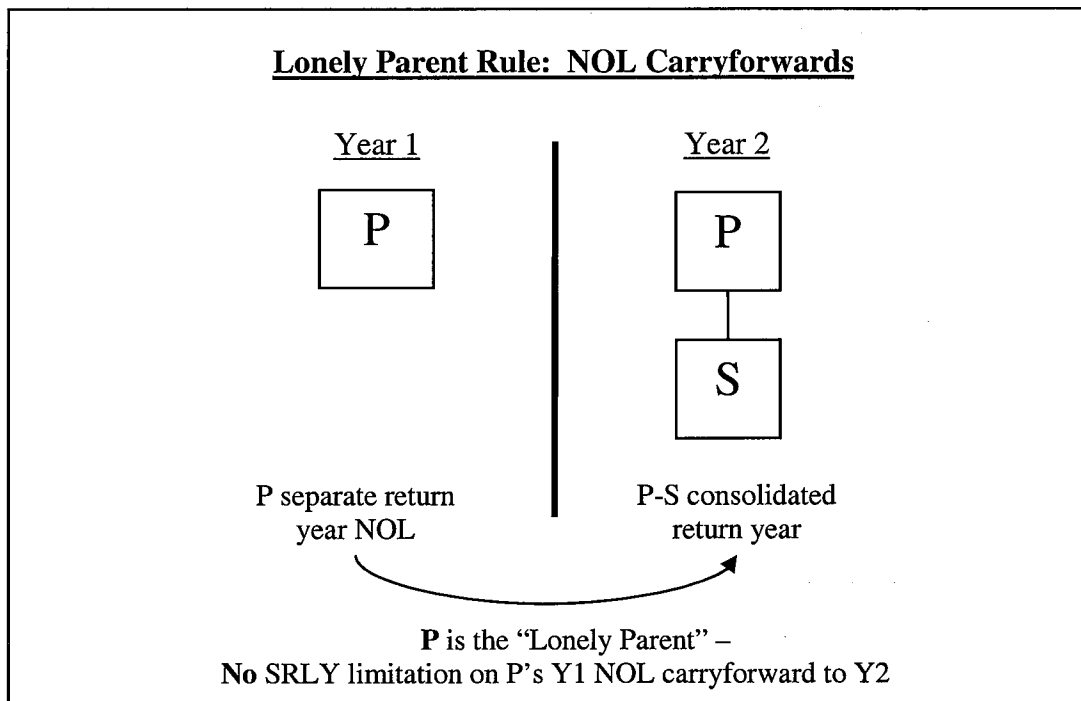 Lonely Parent Rule: NOL Carryforwards
Year 1
Year 2
P
P
S
P separate return
year NOL
P-S consolidated
return year
P is the “Lonely Parent” –
No SRLY limitation on P’s Y1 NOL carryforward to Y2